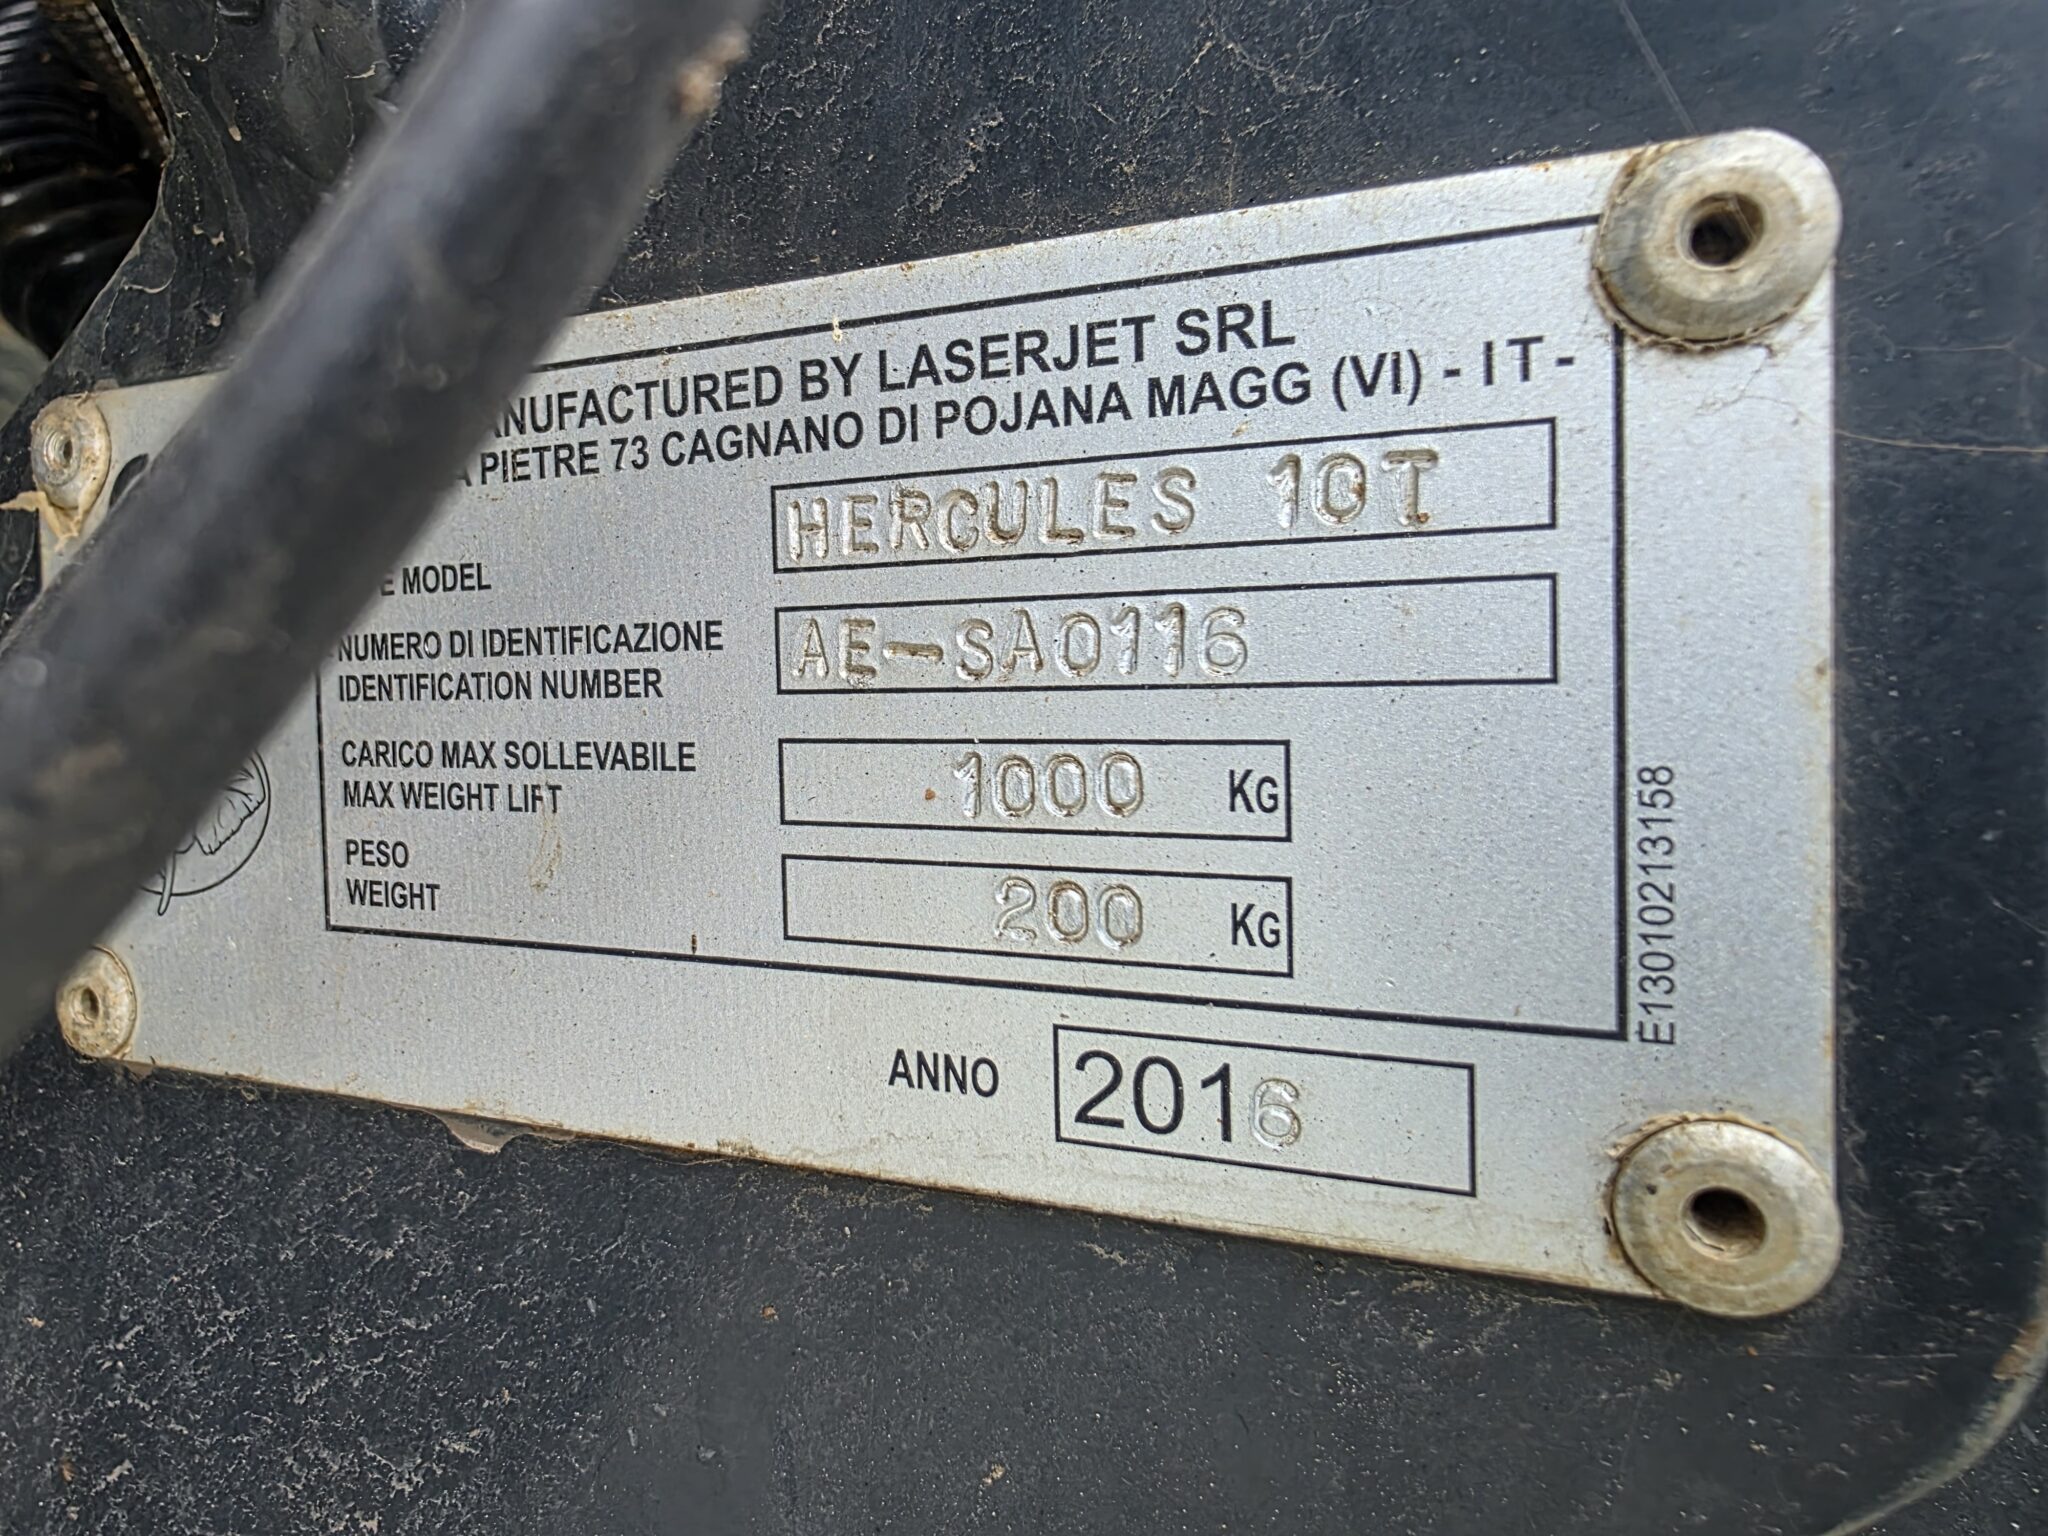 MANUFACTURED BY LASERJET SRL
PIETRE 73 CAGNANO DI POJANA MAGG (VI) - IT -
MODEL HERCULES 10T
NUMERO DI IDENTIFICAZIONE
IDENTIFICATION NUMBER
AE-SA0116
CARICO MAX SOLLEVABILE
MAX WEIGHT LIFT
1000 KG
PESO
WEIGHT
200 KG
ANNO 2016
E13010213158